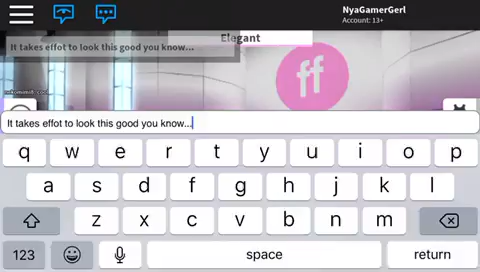 NyaGamerGerl
Account: 13+
Elegant
It takes effot to look this good you know...
ff
It takes effot to look this good you know...
q w e r t y u i o p
a s d f g h j k l
z x c v b n m
123 space return